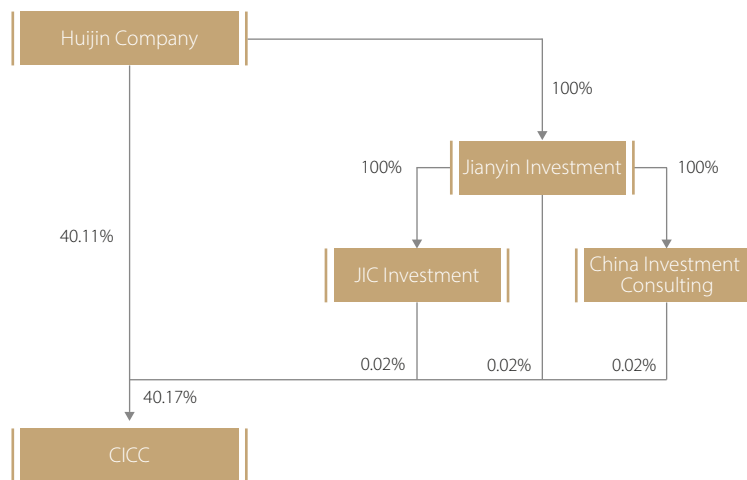 Huijin Company
100%
Jianyin Investment
100%
100%
40.11%
JIC Investment
China Investment
Consulting
0.02%
0.02%
0.02%
40.17%
CICC